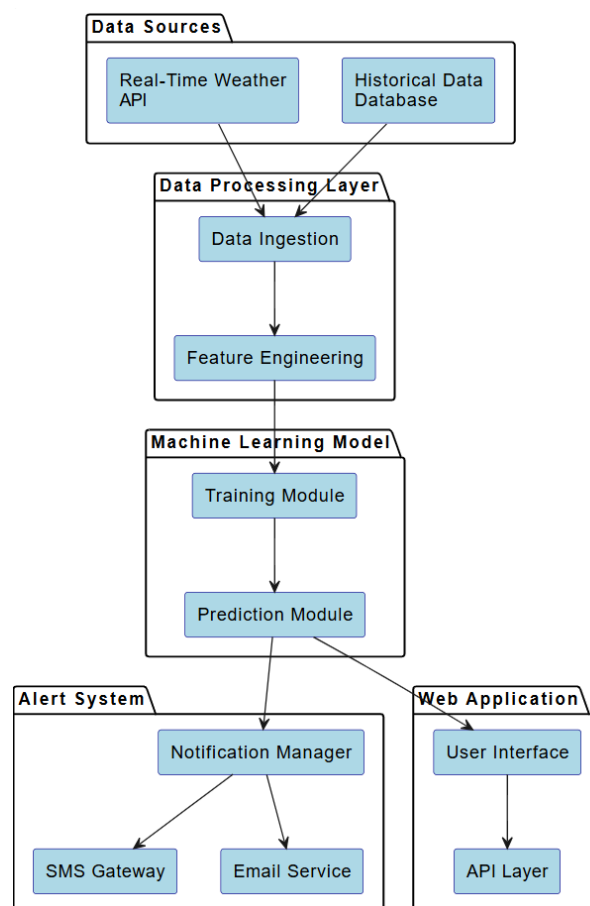 Data Sources
Real-Time Weather
API
Historical Data
Database
Data Processing Layer
Data Ingestion
Feature Engineering
Machine Learning Model
Training Module
Prediction Module
Alert System
Notification Manager
SMS Gateway
Email Service
Web Application
User Interface
API Layer